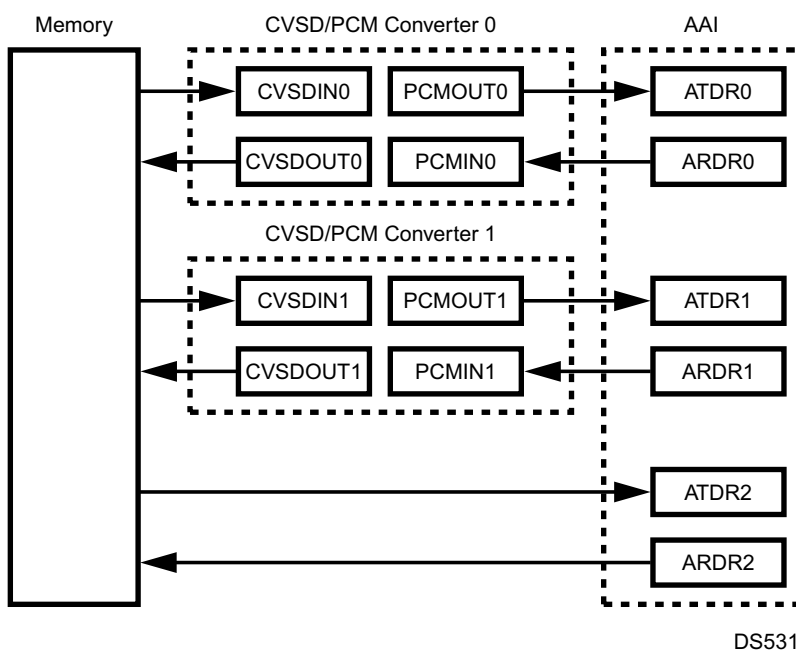 Memory CVSD/PCM Converter 0 AAI
CVSDIN0 PCMOUT0 ATDR0
CVSDOUT0 PCMIN0 ARDR0
CVSD/PCM Converter 1
CVSDIN1 PCMOUT1 ATDR1
CVSDOUT1 PCMIN1 ARDR1
ATDR2
ARDR2
DS531